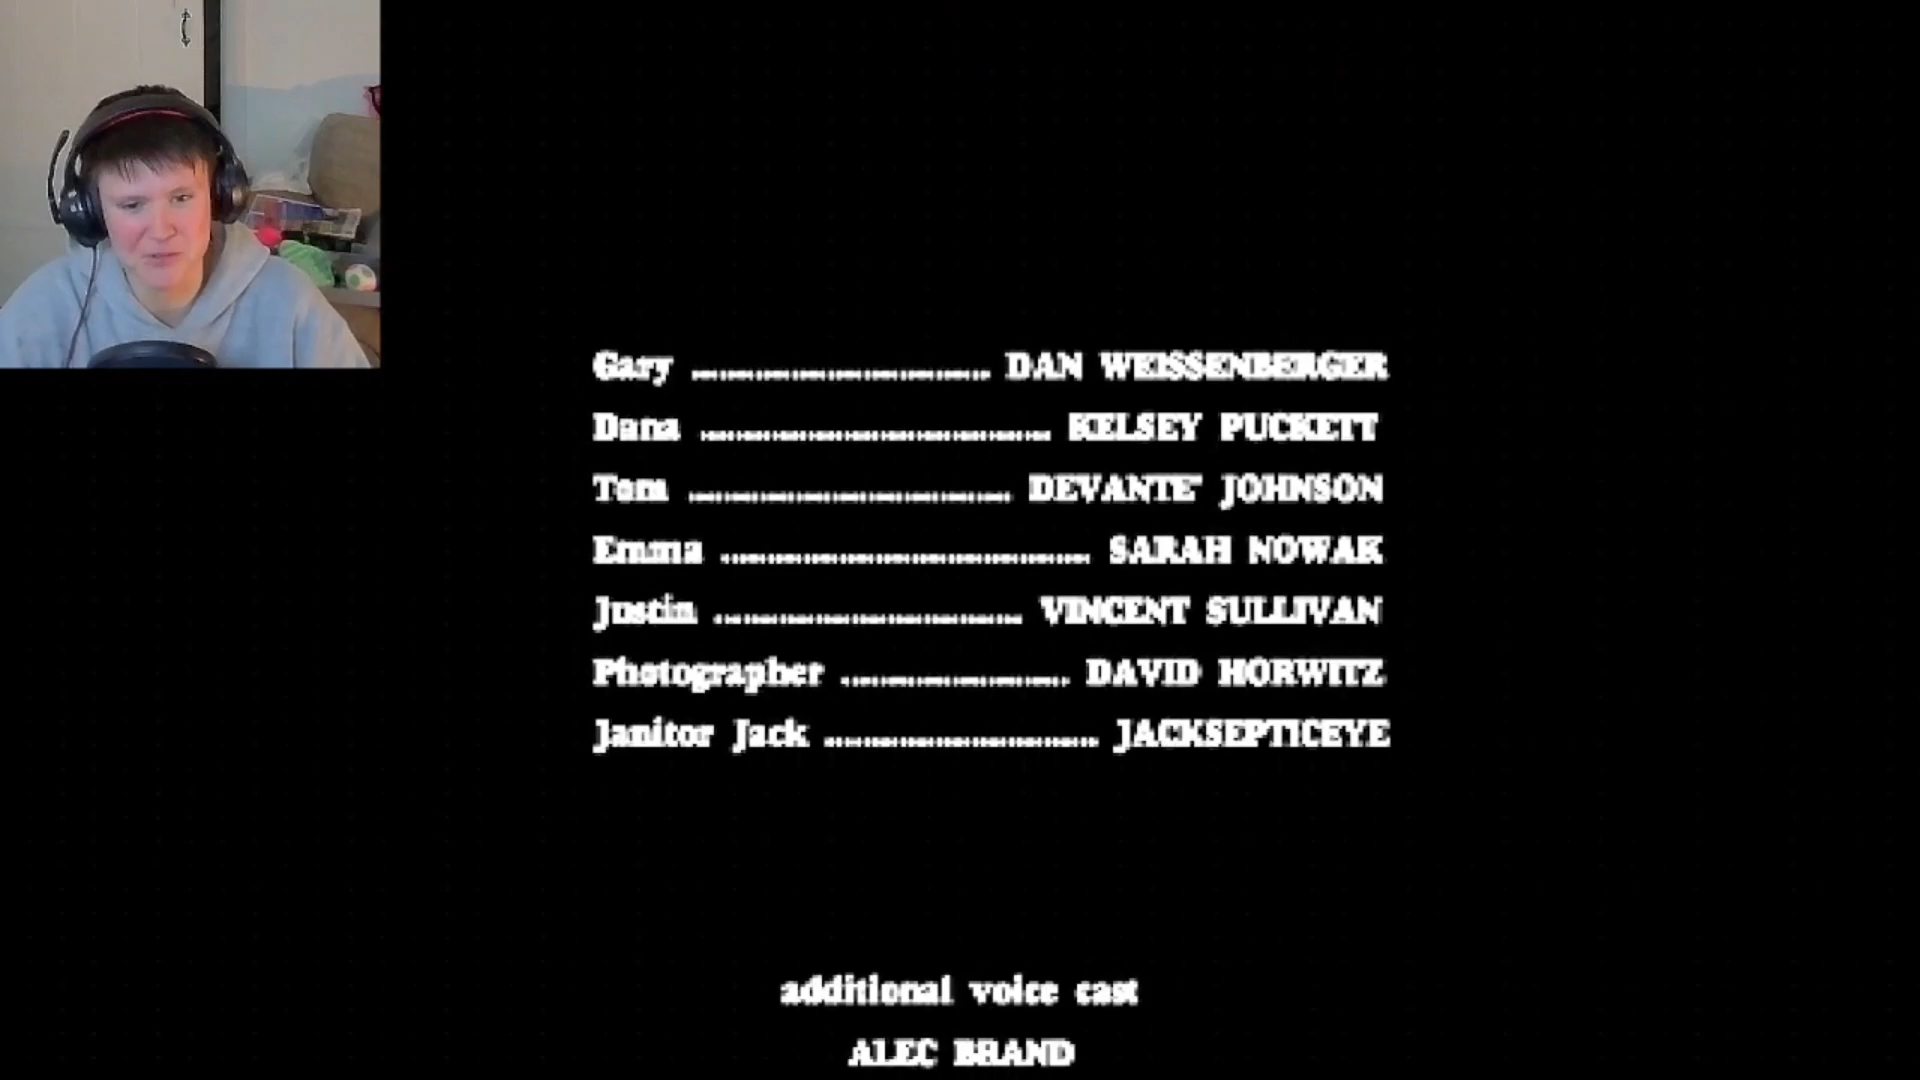 Gary ........................ DAN WEISSENBERGER
Dana ........................ KELSEY PUCKETT
Tom ........................ DEVANTE' JOHNSON
Emma ........................ SARAH NOWAK
Justin ........................ VINCENT SULLIVAN
Photographer ........................ DAVID HORWITZ
Janitor Jack ........................ JACKSEPTICEYE
additional voice cast
ALEC BRAND